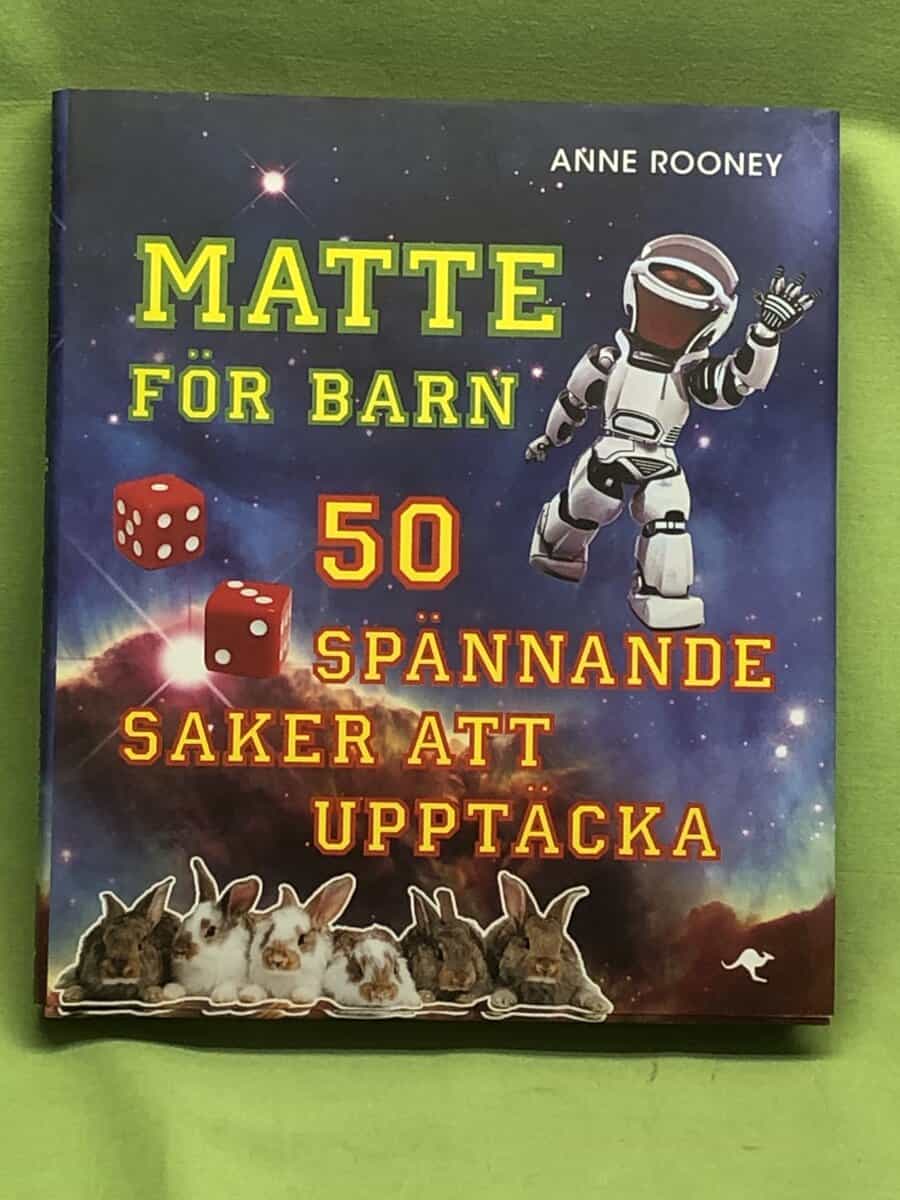 ANNE ROONEY
MATTE
FÖR BARN
50
SPÄNNANDE
SAKER ATT
UPPTÄCKA